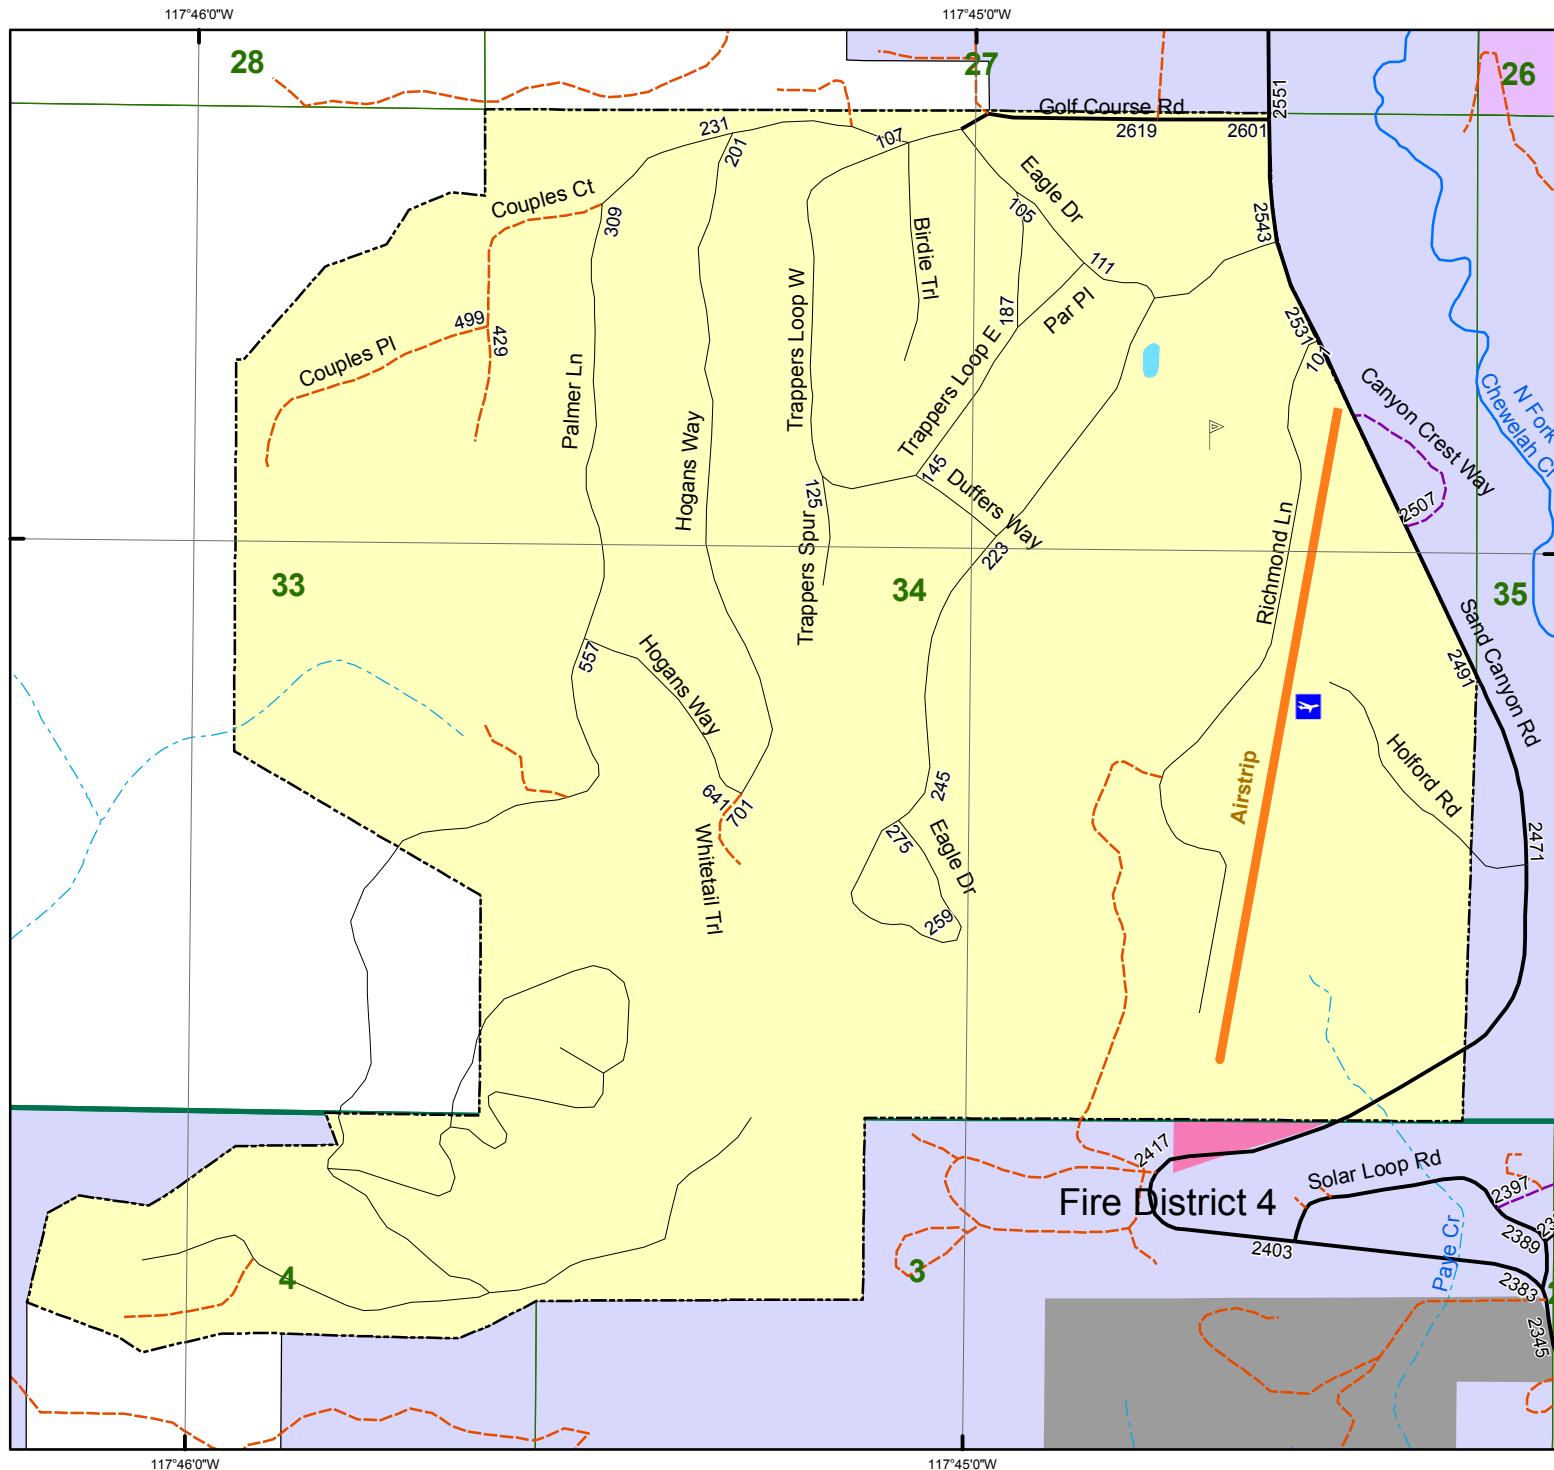 117°46'0"W
117°45'0"W
28
27
26
Golf Course Rd
2551
2619
2601
231
201
107
Eagle Dr
105
Couples Ct
309
Birdie Trl
2543
111
Par Pl
187
499
429
Couples Pl
Palmer Ln
Hogans Way
Trappers Loop W
Trappers Loop E
2531
101
Canyon Crest Way
N Fork
Chewelah Cr
145
Duffers Way
125
Trappers Spur
2507
223
Richmond Ln
33
34
35
Sand Canyon Rd
2491
557
Hogans Way
Holford Rd
Airstrip
245
641
701
Whitetail Trl
275
Eagle Dr
259
2471
2417
Solar Loop Rd
2397
Fire District 4
2403
2389
Paye Cr
2383
2345
4
3
117°46'0"W
117°45'0"W